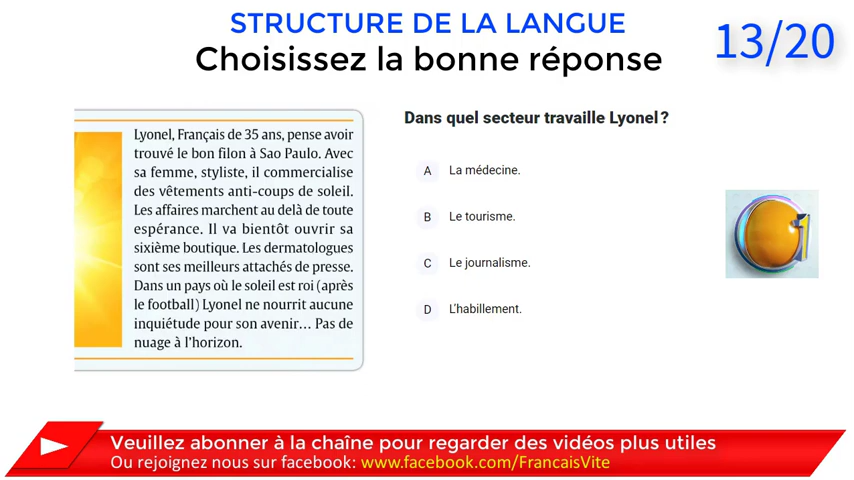 STRUCTURE DE LA LANGUE
Choisissez la bonne réponse
13/20
Lyonel, Français de 35 ans, pense avoir
trouvé le bon filon à Sao Paulo. Avec
sa femme, styliste, il commercialise
des vêtements anti-coups de soleil.
Les affaires marchent au delà de toute
espérance. Il va bientôt ouvrir sa
sixième boutique. Les dermatologues
sont ses meilleurs attachés de presse.
Dans un pays où le soleil est roi (après
le football) Lyonel ne nourrit aucune
inquiétude pour son avenir... Pas de
nuage à l'horizon.
Dans quel secteur travaille Lyonel ?
A La médecine.
B Le tourisme.
C Le journalisme.
D L'habillement.
Veuillez abonner à la chaîne pour regarder des vidéos plus utiles
Ou rejoignez nous sur facebook: www.facebook.com/FrancaisVite